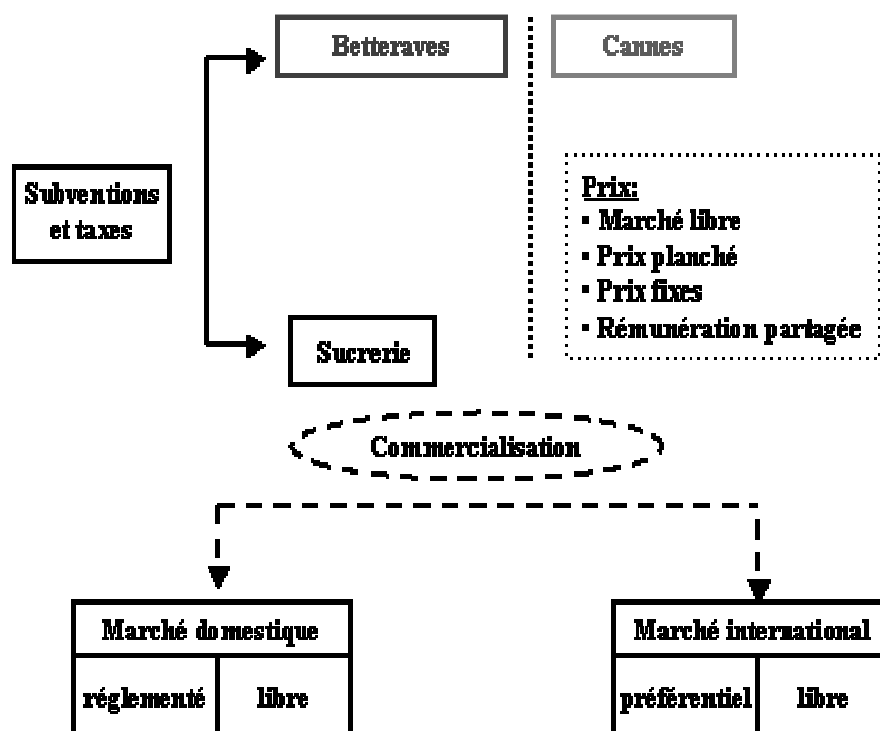 Betteraves
Cannes
Subventions
et taxes
Prix:
▪ Marché libre
▪ Prix planché
▪ Prix fixes
▪ Rémunération partagée
Sucrerie
Commercialisation
Marché domestique
réglementé
libre
Marché international
préférentiel
libre